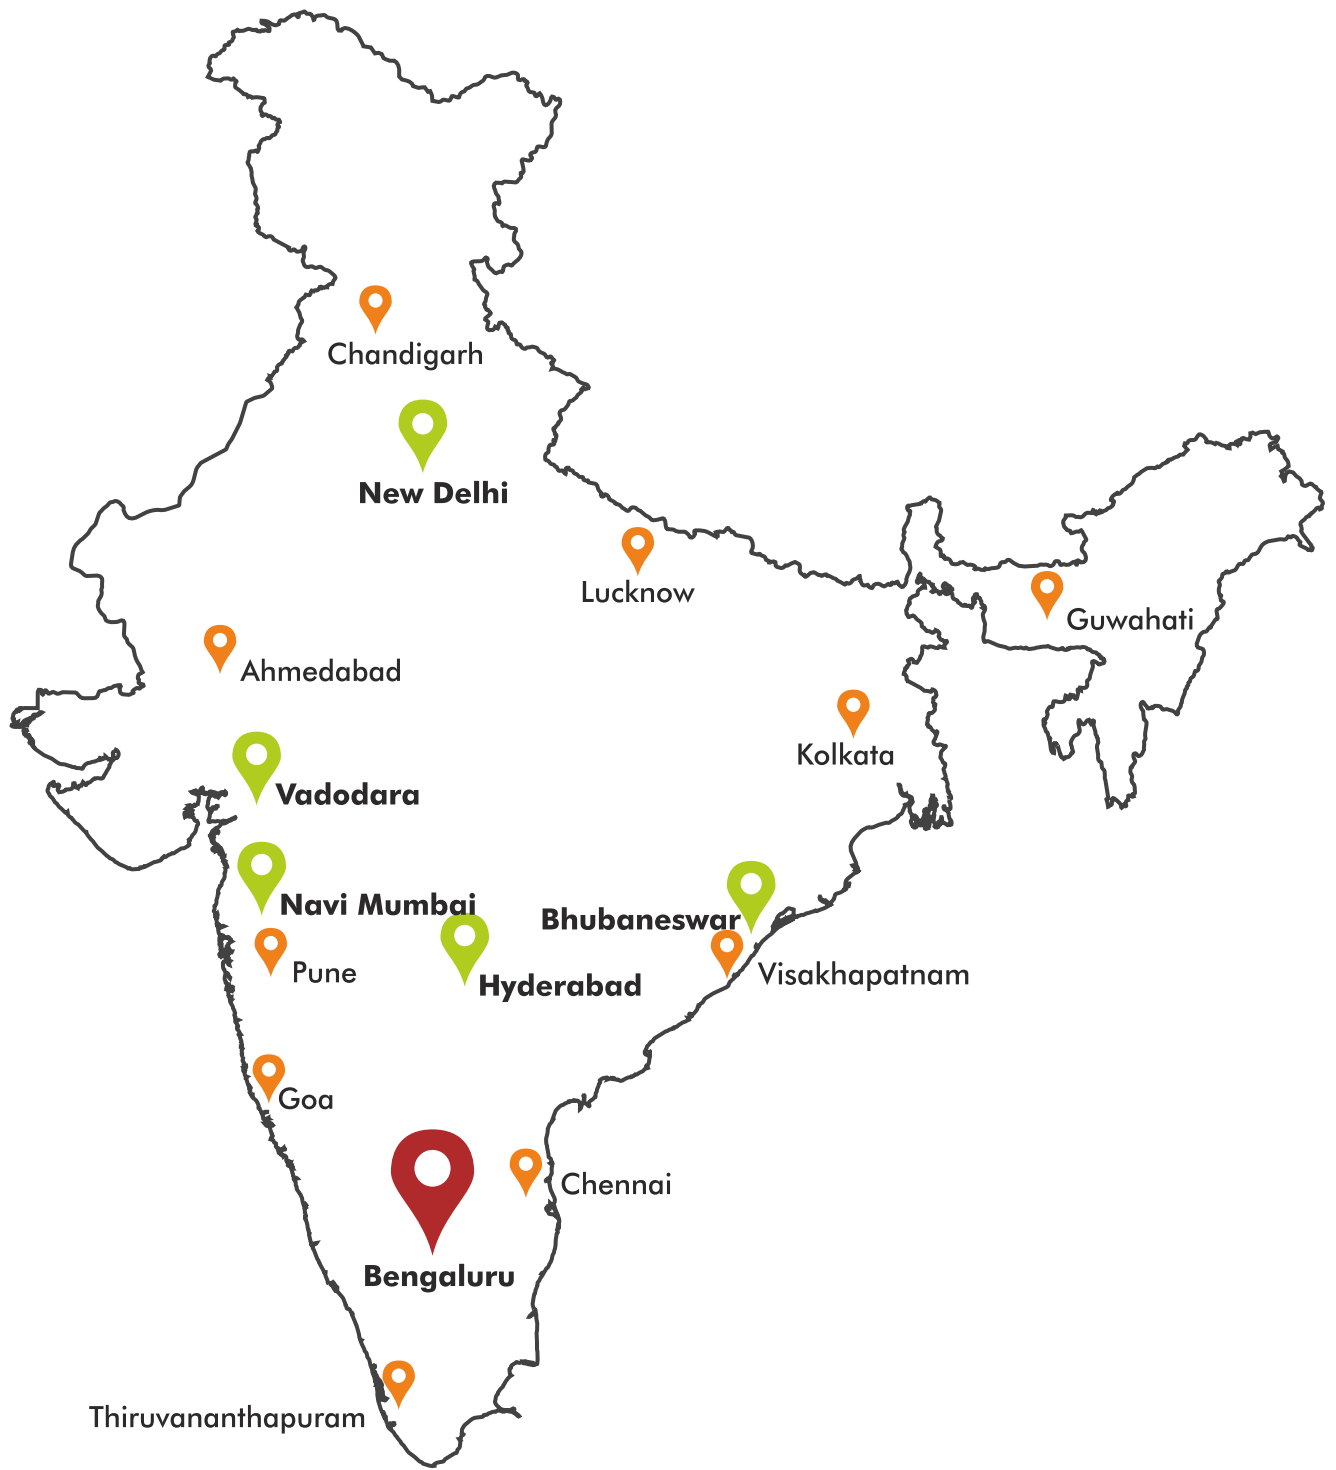 Chandigarh
New Delhi
Lucknow
Guwahati
Ahmedabad
Kolkata
Vadodara
Navi Mumbai
Bhubaneswar
Pune
Visakhapatnam
Hyderabad
Goa
Chennai
Bengaluru
Thiruvananthapuram